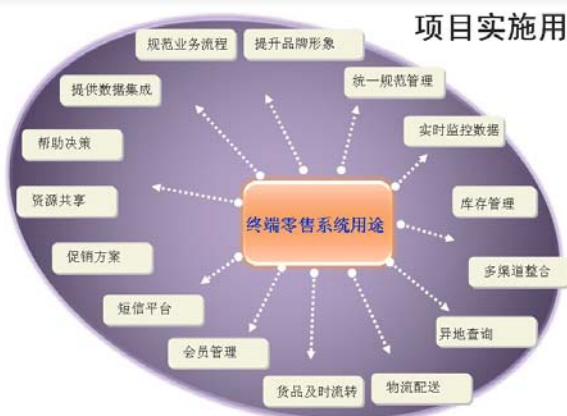 项目实施用
规范业务流程
提升品牌形象
提供数据集成
统一规范管理
帮助决策
实时监控数据
资源共享
库存管理
终端零售系统用途
促销方案
多渠道整合
短信平台
异地查询
会员管理
货品及时流转
物流配送